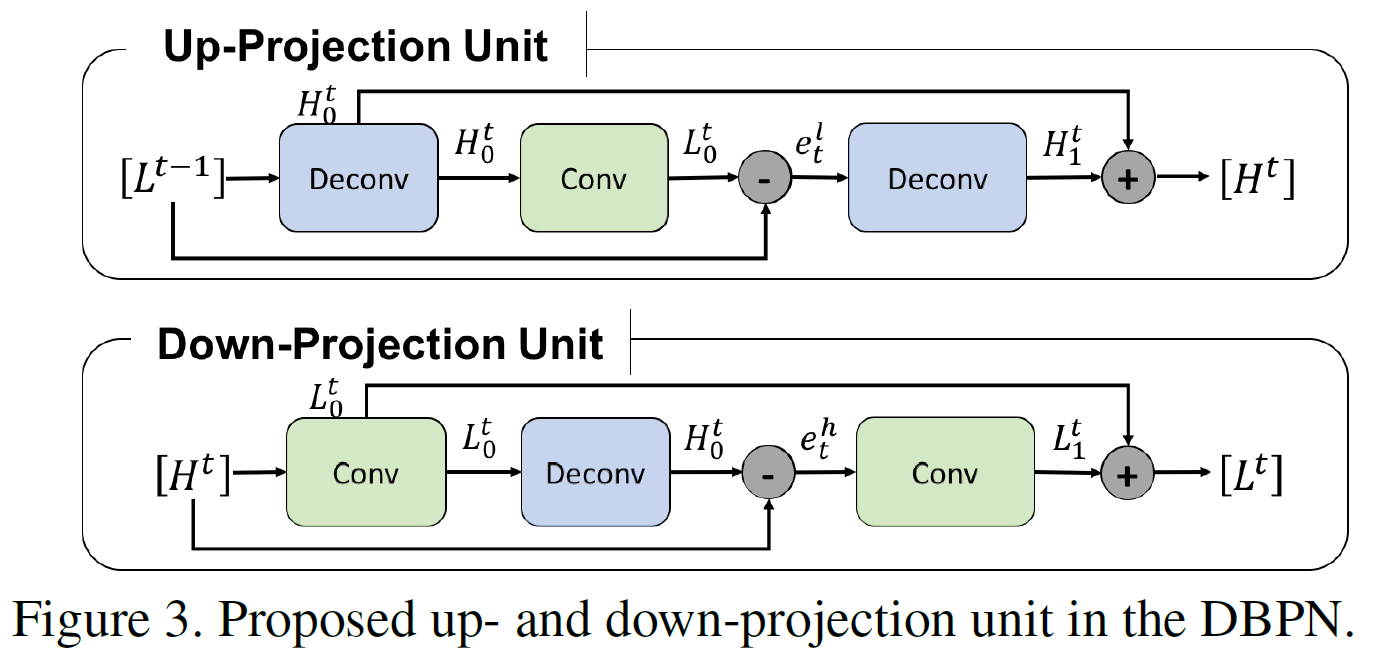 Up-Projection Unit
H_0^t
[L^{t-1}] Deconv H_0^t Conv L_0^t - e_t^l Deconv H_1^t + [H^t]
Down-Projection Unit
L_0^t
[H^t] Conv L_0^t Deconv H_0^t - e_t^h Conv L_1^t + [L^t]
Figure 3. Proposed up- and down-projection unit in the DBPN.